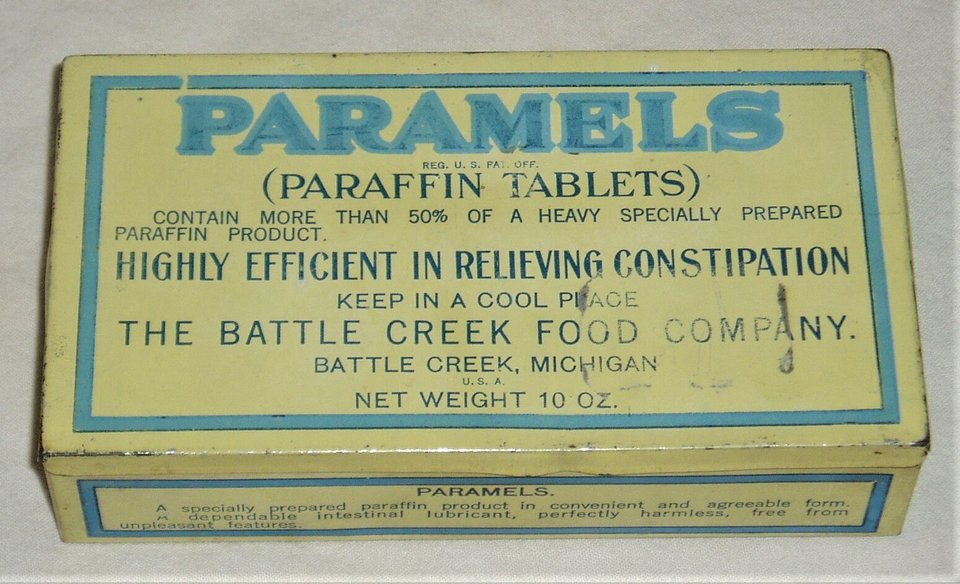 PARAMELS
REG. U. S. PAT. OFF.
(PARAFFIN TABLETS)
CONTAIN MORE THAN 50% OF A HEAVY SPECIALLY PREPARED
PARAFFIN PRODUCT.
HIGHLY EFFICIENT IN RELIEVING CONSTIPATION
KEEP IN A COOL PLACE
THE BATTLE CREEK FOOD COMPANY.
BATTLE CREEK, MICHIGAN
U. S. A.
NET WEIGHT 10 OZ.
PARAMELS.
A specially prepared paraffin product in convenient and agreeable form.
A dependable intestinal lubricant, perfectly harmless, free from
unpleasant features.